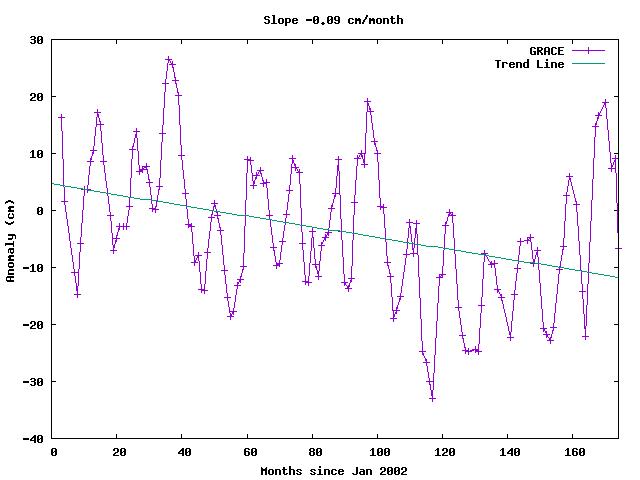 Slope -0.09 cm/month
GRACE
Trend Line
30
20
10
0
-10
-20
-30
-40
Anomaly (cm)
0 20 40 60 80 100 120 140 160
Months since Jan 2002